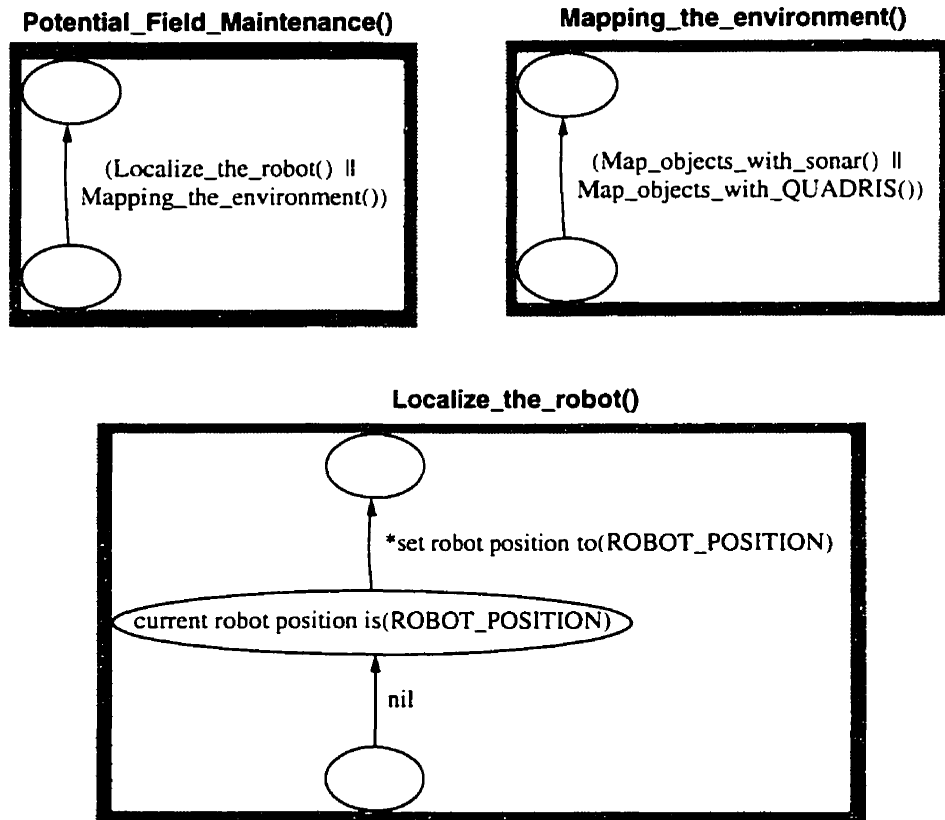 Potential_Field_Maintenance()
(Localize_the_robot() ||
Mapping_the_environment())
Mapping_the_environment()
(Map_objects_with_sonar() ||
Map_objects_with_QUADRIS())
Localize_the_robot()
*set robot position to(ROBOT_POSITION)
current robot position is(ROBOT_POSITION)
nil